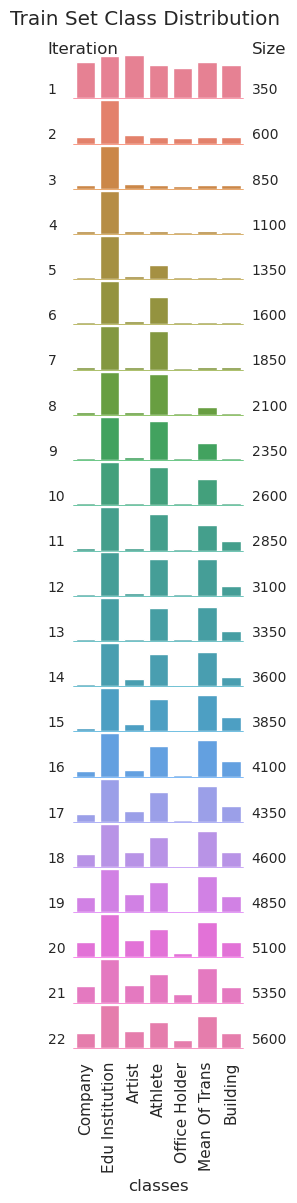 Train Set Class Distribution
Iteration Size
1 350
2 600
3 850
4 1100
5 1350
6 1600
7 1850
8 2100
9 2350
10 2600
11 2850
12 3100
13 3350
14 3600
15 3850
16 4100
17 4350
18 4600
19 4850
20 5100
21 5350
22 5600
Company
Edu Institution
Artist
Athlete
Office Holder
Mean Of Trans
Building
classes